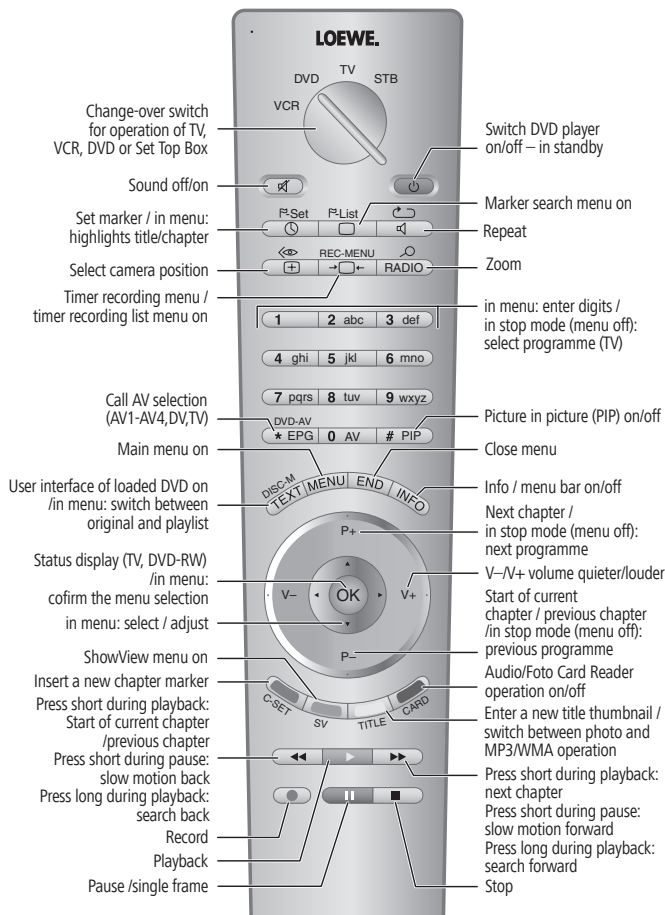 LOEWE.
TV
DVD
STB
VCR
Change-over switch
for operation of TV,
VCR, DVD or Set Top Box
Switch DVD player
on/off – in standby
Sound off/on
Set marker / in menu:
highlights title/chapter
Set
List
Marker search menu on
Repeat
Select camera position
REC-MENU
RADIO
Zoom
Timer recording menu /
timer recording list menu on
in menu: enter digits /
in stop mode (menu off):
select programme (TV)
1
2 abc
3 def
4 ghi
5 jkl
6 mno
7 pqrs
8 tuv
9 wxyz
Call AV selection
(AV1-AV4,DV,TV)
DVD-AV
* EPG
0 AV
# PIP
Picture in picture (PIP) on/off
Main menu on
Close menu
DISC-M
TEXT
MENU
END
INFO
User interface of loaded DVD on
/in menu: switch between
original and playlist
Info / menu bar on/off
Next chapter /
in stop mode (menu off):
next programme
P+
Status display (TV, DVD-RW)
/in menu:
cofirm the menu selection
V–
OK
V+
V–/V+ volume quieter/louder
in menu: select / adjust
Start of current
chapter / previous chapter
/in stop mode (menu off):
previous programme
P–
ShowView menu on
Insert a new chapter marker
C-SET
SV
TITLE
CARD
Audio/Foto Card Reader
operation on/off
Enter a new title thumbnail /
switch between photo and
MP3/WMA operation
Press short during playback:
Start of current chapter
/previous chapter
Press short during pause:
slow motion back
Press long during playback:
search back
Press short during playback:
next chapter
Press short during pause:
slow motion forward
Press long during playback:
search forward
Record
Playback
Pause /single frame
Stop